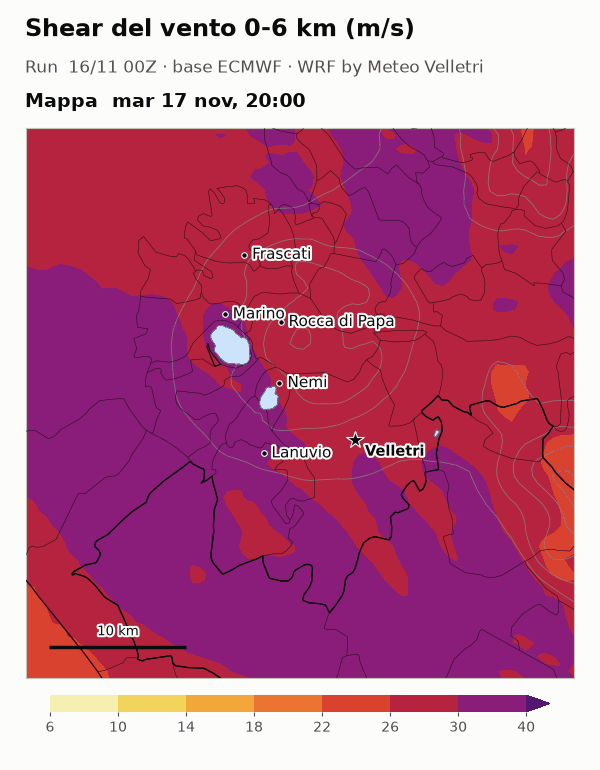 Shear del vento 0-6 km (m/s)
Run  16/11 00Z · base ECMWF · WRF by Meteo Velletri
Mappa  mar 17 nov, 20:00
Frascati
Marino
Rocca di Papa
Nemi
Velletri
Lanuvio
10 km
6 10 14 18 22 26 30 40